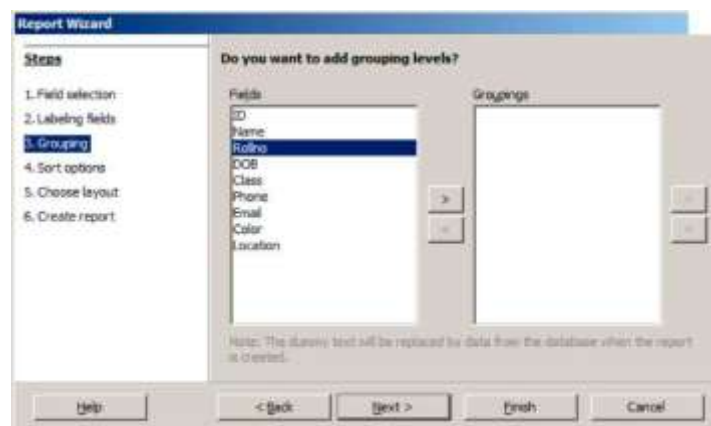 Report Wizard
Steps
Do you want to add grouping levels?
1. Field selection
2. Labeling fields
3. Grouping
4. Sort options
5. Choose layout
6. Create report
Fields
ID
Name
Rollno
DOB
Class
Phone
Email
Color
Location
>
<
Groupings
Note: The dummy text will be replaced by data from the database when the report
is created.
Help
< Back
Next >
Finish
Cancel